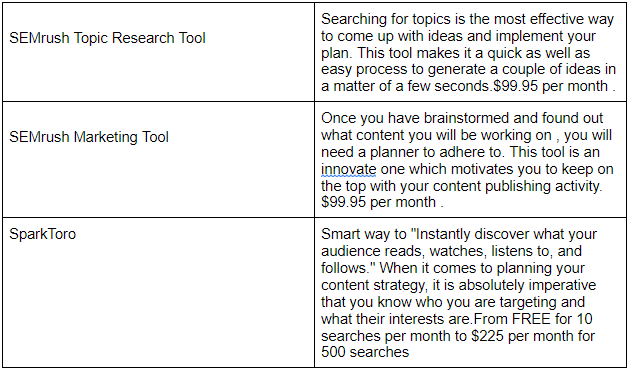 SEMrush Topic Research Tool
Searching for topics is the most effective way
to come up with ideas and implement your
plan. This tool makes it a quick as well as
easy process to generate a couple of ideas in
a matter of a few seconds.$99.95 per month .
SEMrush Marketing Tool
Once you have brainstormed and found out
what content you will be working on , you will
need a planner to adhere to. This tool is an
innovate one which motivates you to keep on
the top with your content publishing activity.
$99.95 per month .
SparkToro
Smart way to "Instantly discover what your
audience reads, watches, listens to, and
follows." When it comes to planning your
content strategy, it is absolutely imperative
that you know who you are targeting and
what their interests are.From FREE for 10
searches per month to $225 per month for
500 searches